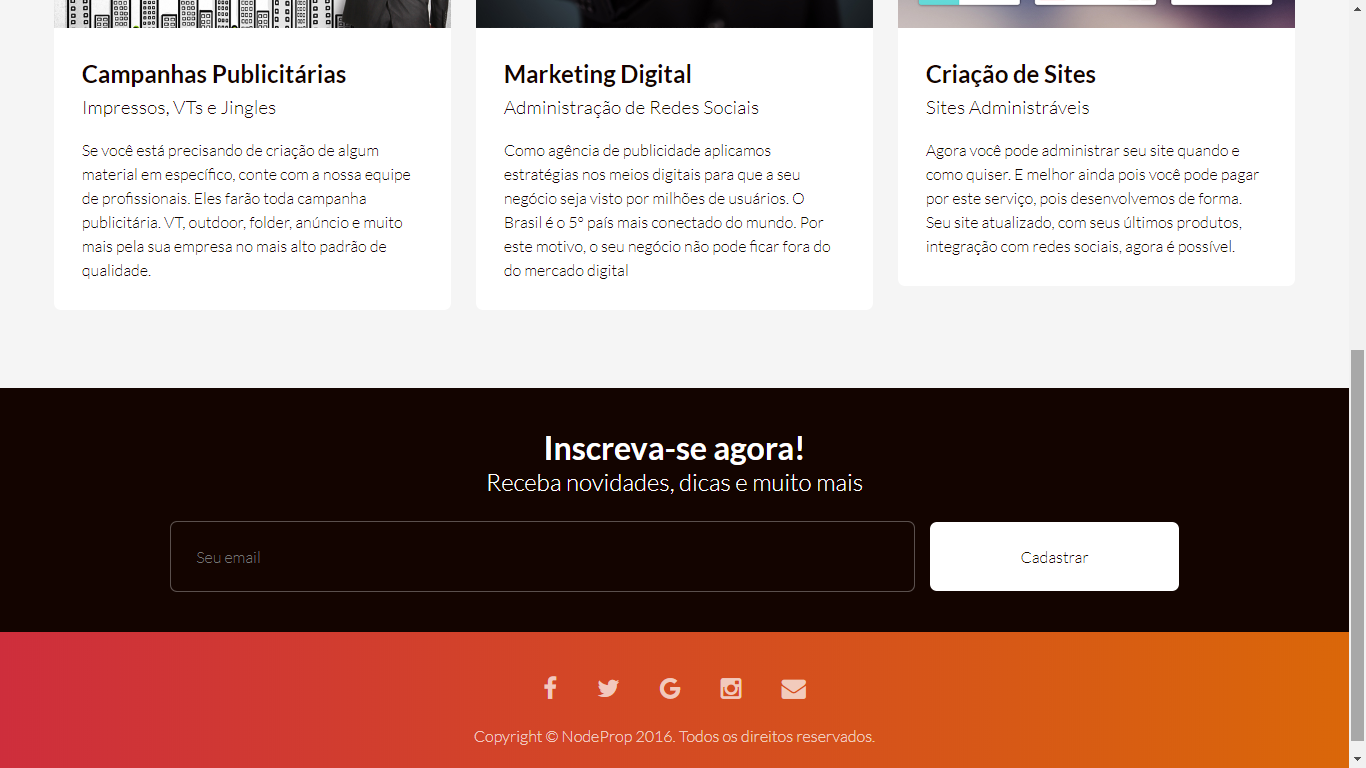 Campanhas Publicitárias
Impressos, VTs e Jingles
Se você está precisando de criação de algum
material em específico, conte com a nossa equipe
de profissionais. Eles farão toda campanha
publicitária. VT, outdoor, folder, anúncio e muito
mais pela sua empresa no mais alto padrão de
qualidade.
Marketing Digital
Administração de Redes Sociais
Como agência de publicidade aplicamos
estratégias nos meios digitais para que a seu
negócio seja visto por milhões de usuários. O
Brasil é o 5º país mais conectado do mundo. Por
este motivo, o seu negócio não pode ficar fora do
do mercado digital
Criação de Sites
Sites Administráveis
Agora você pode administrar seu site quando e
como quiser. E melhor ainda pois você pode pagar
por este serviço, pois desenvolvemos de forma.
Seu site atualizado, com seus últimos produtos,
integração com redes sociais, agora é possível.
Inscreva-se agora!
Receba novidades, dicas e muito mais
Seu email
Cadastrar
Copyright © NodeProp 2016. Todos os direitos reservados.